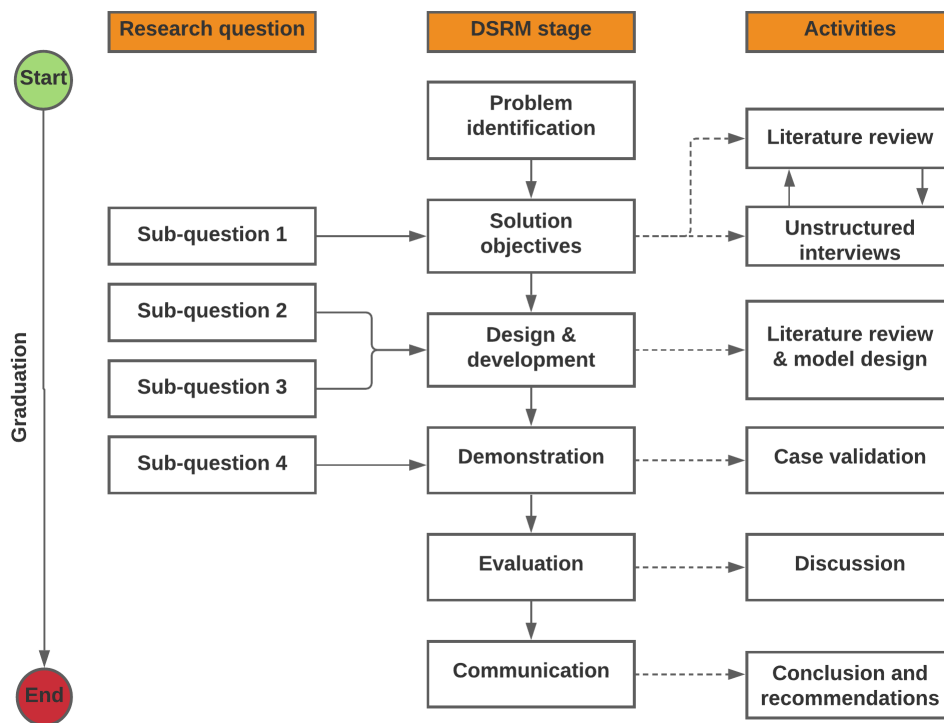 Research question
DSRM stage
Activities
Start
Problem
identification
Literature review
Sub-question 1
Solution
objectives
Unstructured
interviews
Sub-question 2
Design &
development
Literature review
& model design
Sub-question 3
Graduation
Sub-question 4
Demonstration
Case validation
Evaluation
Discussion
Communication
Conclusion and
recommendations
End